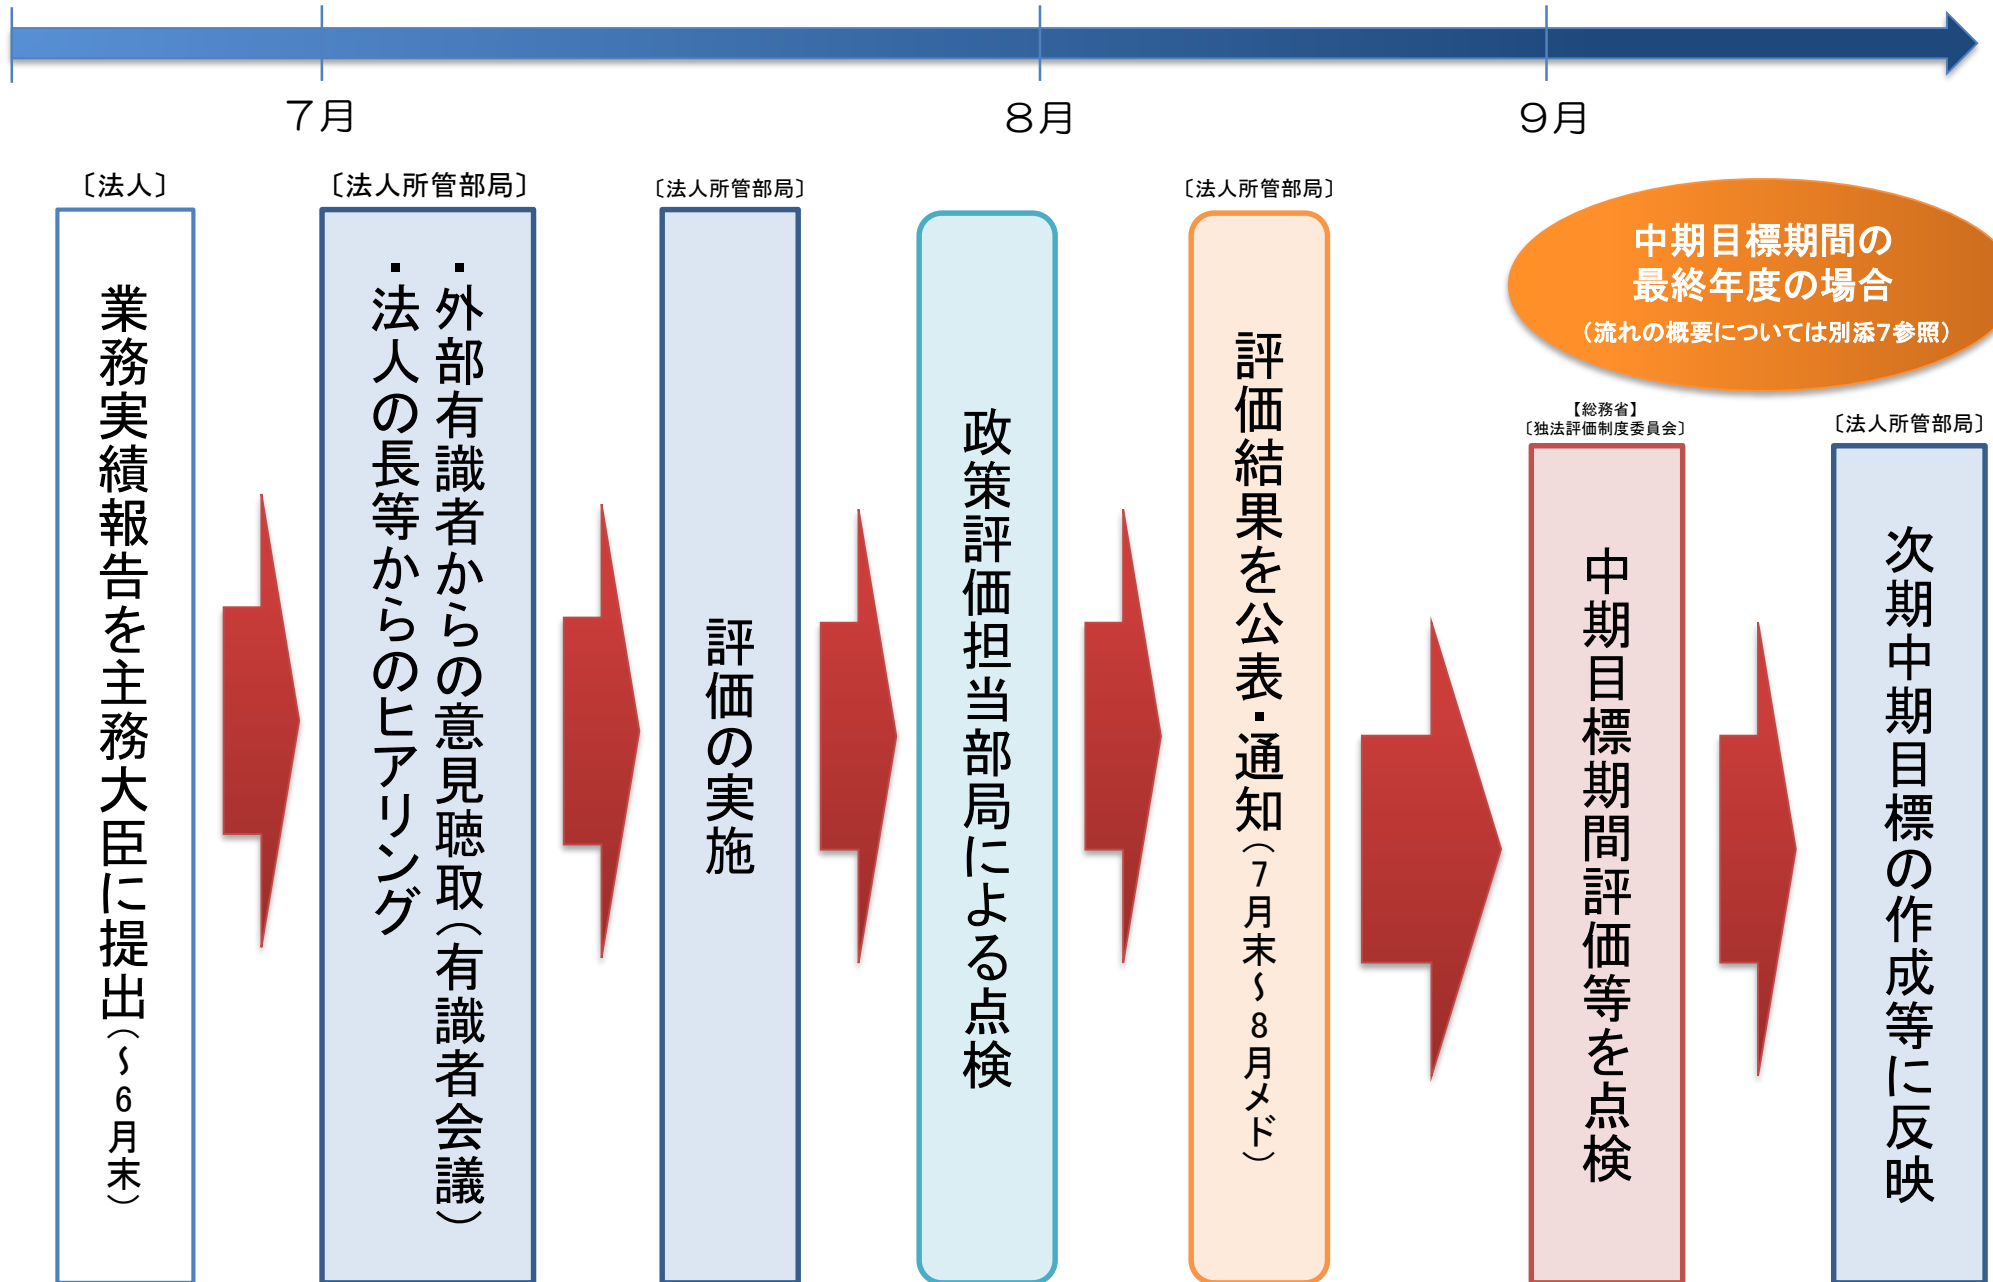 7月
8月
9月
〔法人〕
業務実績報告を主務大臣に提出（～6月末）
〔法人所管部局〕
・外部有識者からの意見聴取（有識者会議）
・法人の長等からのヒアリング
〔法人所管部局〕
評価の実施
政策評価担当部局による点検
〔法人所管部局〕
評価結果を公表・通知（7月末～8月メド）
中期目標期間の
最終年度の場合
（流れの概要については別添7参照）
【総務省】
〔独法評価制度委員会〕
中期目標期間評価等を点検
〔法人所管部局〕
次期中期目標の作成等に反映